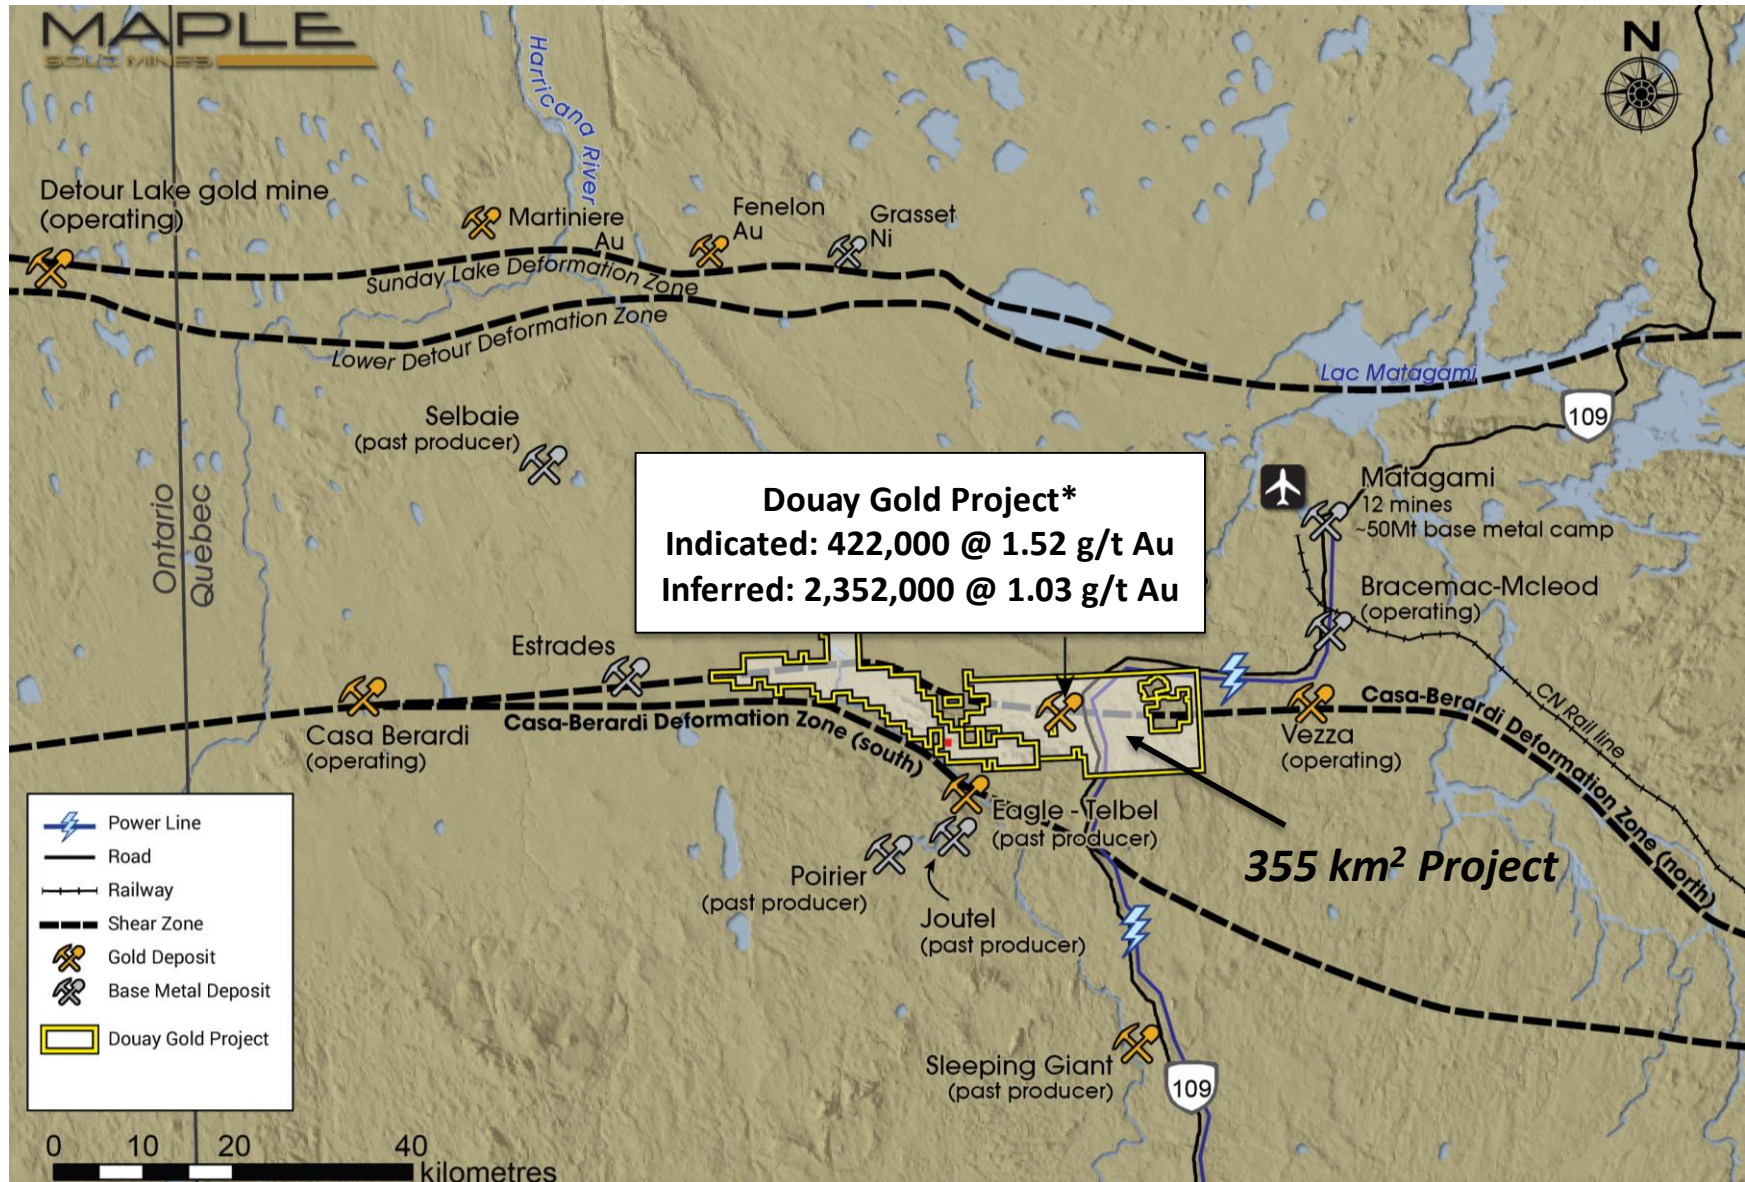 MAPLE
GOLD MINES
N
Harricana River
Detour Lake gold mine
(operating)
Martiniere
Au
Fenelon
Au
Grasset
Ni
Sunday Lake Deformation Zone
Lower Detour Deformation Zone
Lac Matagami
109
Selbaie
(past producer)
Ontario
Quebec
Douay Gold Project*
Indicated: 422,000 @ 1.52 g/t Au
Inferred: 2,352,000 @ 1.03 g/t Au
Matagami
12 mines
~50Mt base metal camp
Bracemac-Mcleod
(operating)
Estrades
CN Rail line
Casa Berardi
(operating)
Casa-Berardi Deformation Zone (south)
Casa-Berardi Deformation Zone (north)
Vezza
(operating)
Eagle - Telbel
(past producer)
355 km² Project
Poirier
(past producer)
Joutel
(past producer)
Sleeping Giant
(past producer)
109
Power Line
Road
Railway
Shear Zone
Gold Deposit
Base Metal Deposit
Douay Gold Project
0 10 20 40
kilometres